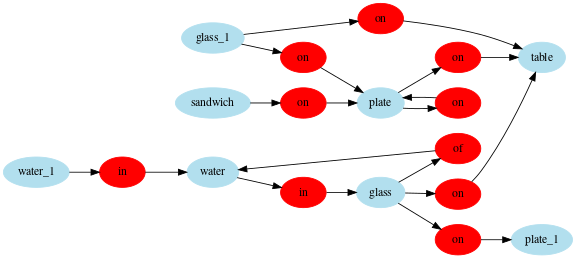 on
glass_1
on
on
table
sandwich
on
plate
on
of
water_1
in
water
in
glass
on
on
plate_1